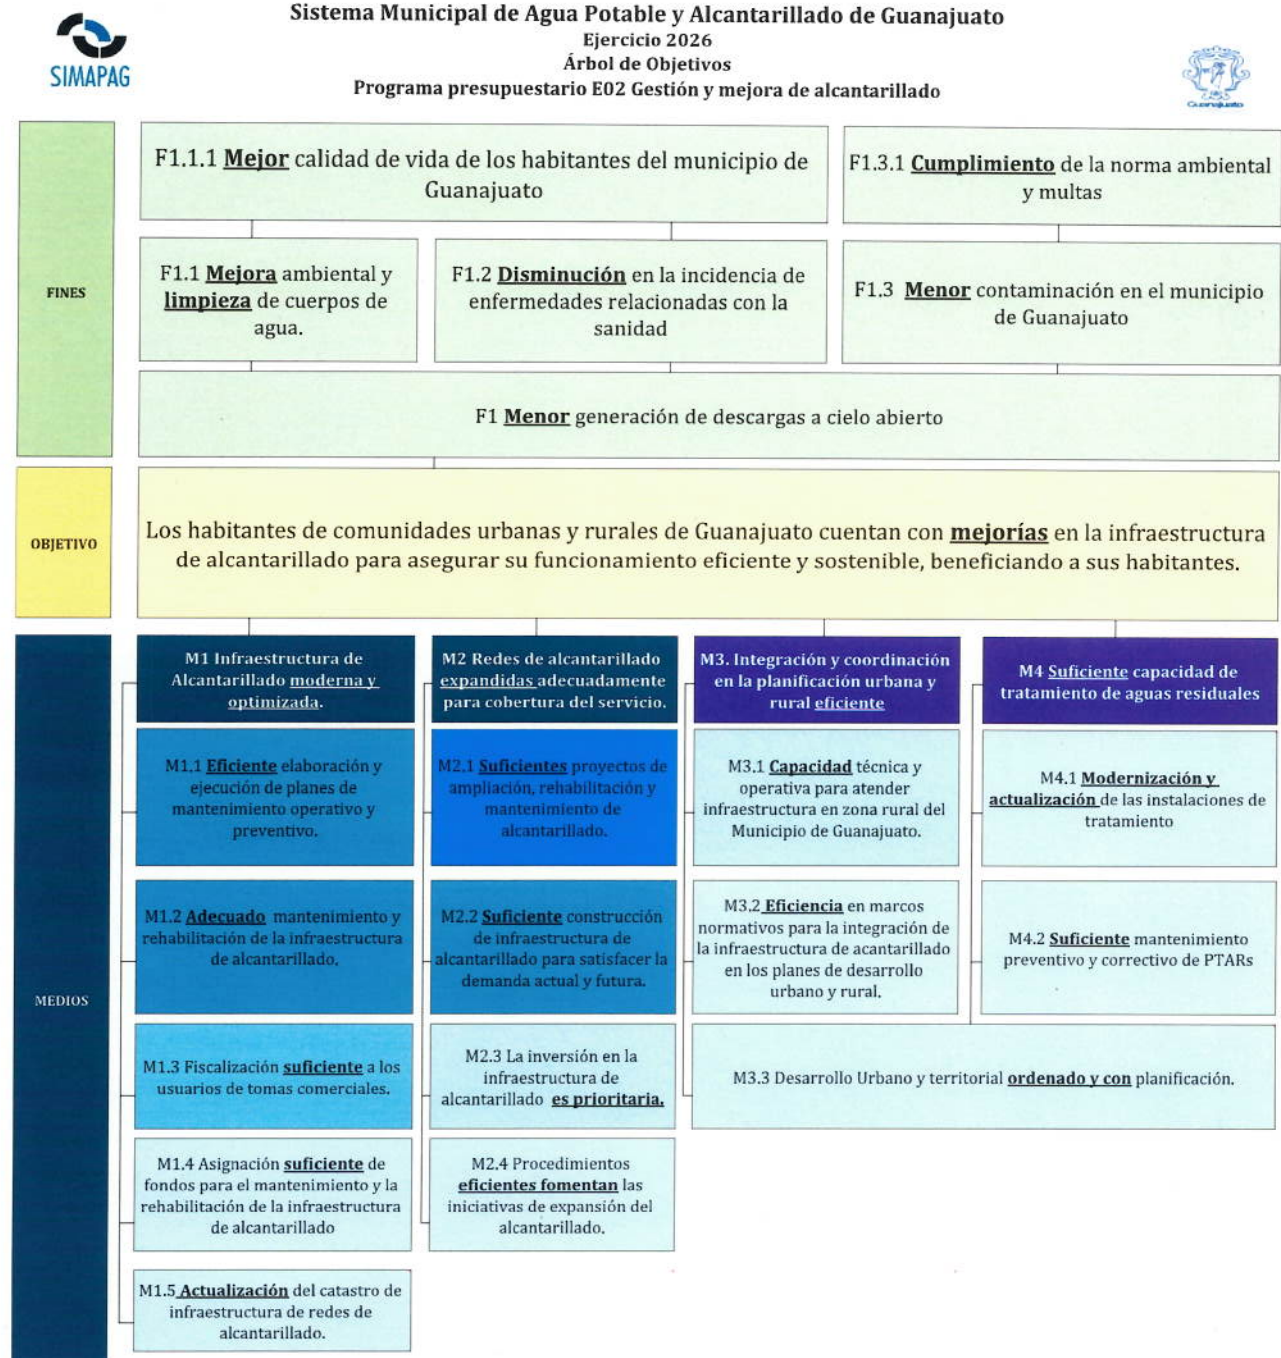 Sistema Municipal de Agua Potable y Alcantarillado de Guanajuato
Ejercicio 2026
Árbol de Objetivos
Programa presupuestario E02 Gestión y mejora de alcantarillado
SIMAPAG
Guanajuato
FINES
F1.1.1 Mejor calidad de vida de los habitantes del municipio de
Guanajuato
F1.3.1 Cumplimiento de la norma ambiental
y multas
F1.1 Mejora ambiental y
limpieza de cuerpos de
agua.
F1.2 Disminución en la incidencia de
enfermedades relacionadas con la
sanidad
F1.3 Menor contaminación en el municipio
de Guanajuato
F1 Menor generación de descargas a cielo abierto
OBJETIVO
Los habitantes de comunidades urbanas y rurales de Guanajuato cuentan con mejorías en la infraestructura
de alcantarillado para asegurar su funcionamiento eficiente y sostenible, beneficiando a sus habitantes.
MEDIOS
M1 Infraestructura de
Alcantarillado moderna y
optimizada.
M1.1 Eficiente elaboración y
ejecución de planes de
mantenimiento operativo y
preventivo.
M1.2 Adecuado mantenimiento y
rehabilitación de la infraestructura
de alcantarillado.
M1.3 Fiscalización suficiente a los
usuarios de tomas comerciales.
M1.4 Asignación suficiente de
fondos para el mantenimiento y la
rehabilitación de la infraestructura
de alcantarillado
M1.5 Actualización del catastro de
infraestructura de redes de
alcantarillado.
M2 Redes de alcantarillado
expandidas adecuadamente
para cobertura del servicio.
M2.1 Suficientes proyectos de
ampliación, rehabilitación y
mantenimiento de
alcantarillado.
M2.2 Suficiente construcción
de infraestructura de
alcantarillado para satisfacer la
demanda actual y futura.
M2.3 La inversión en la
infraestructura de
alcantarillado es prioritaria.
M2.4 Procedimientos
eficientes fomentan las
iniciativas de expansión del
alcantarillado.
M3. Integración y coordinación
en la planificación urbana y
rural eficiente
M3.1 Capacidad técnica y
operativa para atender
infraestructura en zona rural del
Municipio de Guanajuato.
M3.2 Eficiencia en marcos
normativos para la integración de
la infraestructura de acantarillado
en los planes de desarrollo
urbano y rural.
M4 Suficiente capacidad de
tratamiento de aguas residuales
M4.1 Modernización y
actualización de las instalaciones de
tratamiento
M4.2 Suficiente mantenimiento
preventivo y correctivo de PTARs
M3.3 Desarrollo Urbano y territorial ordenado y con planificación.